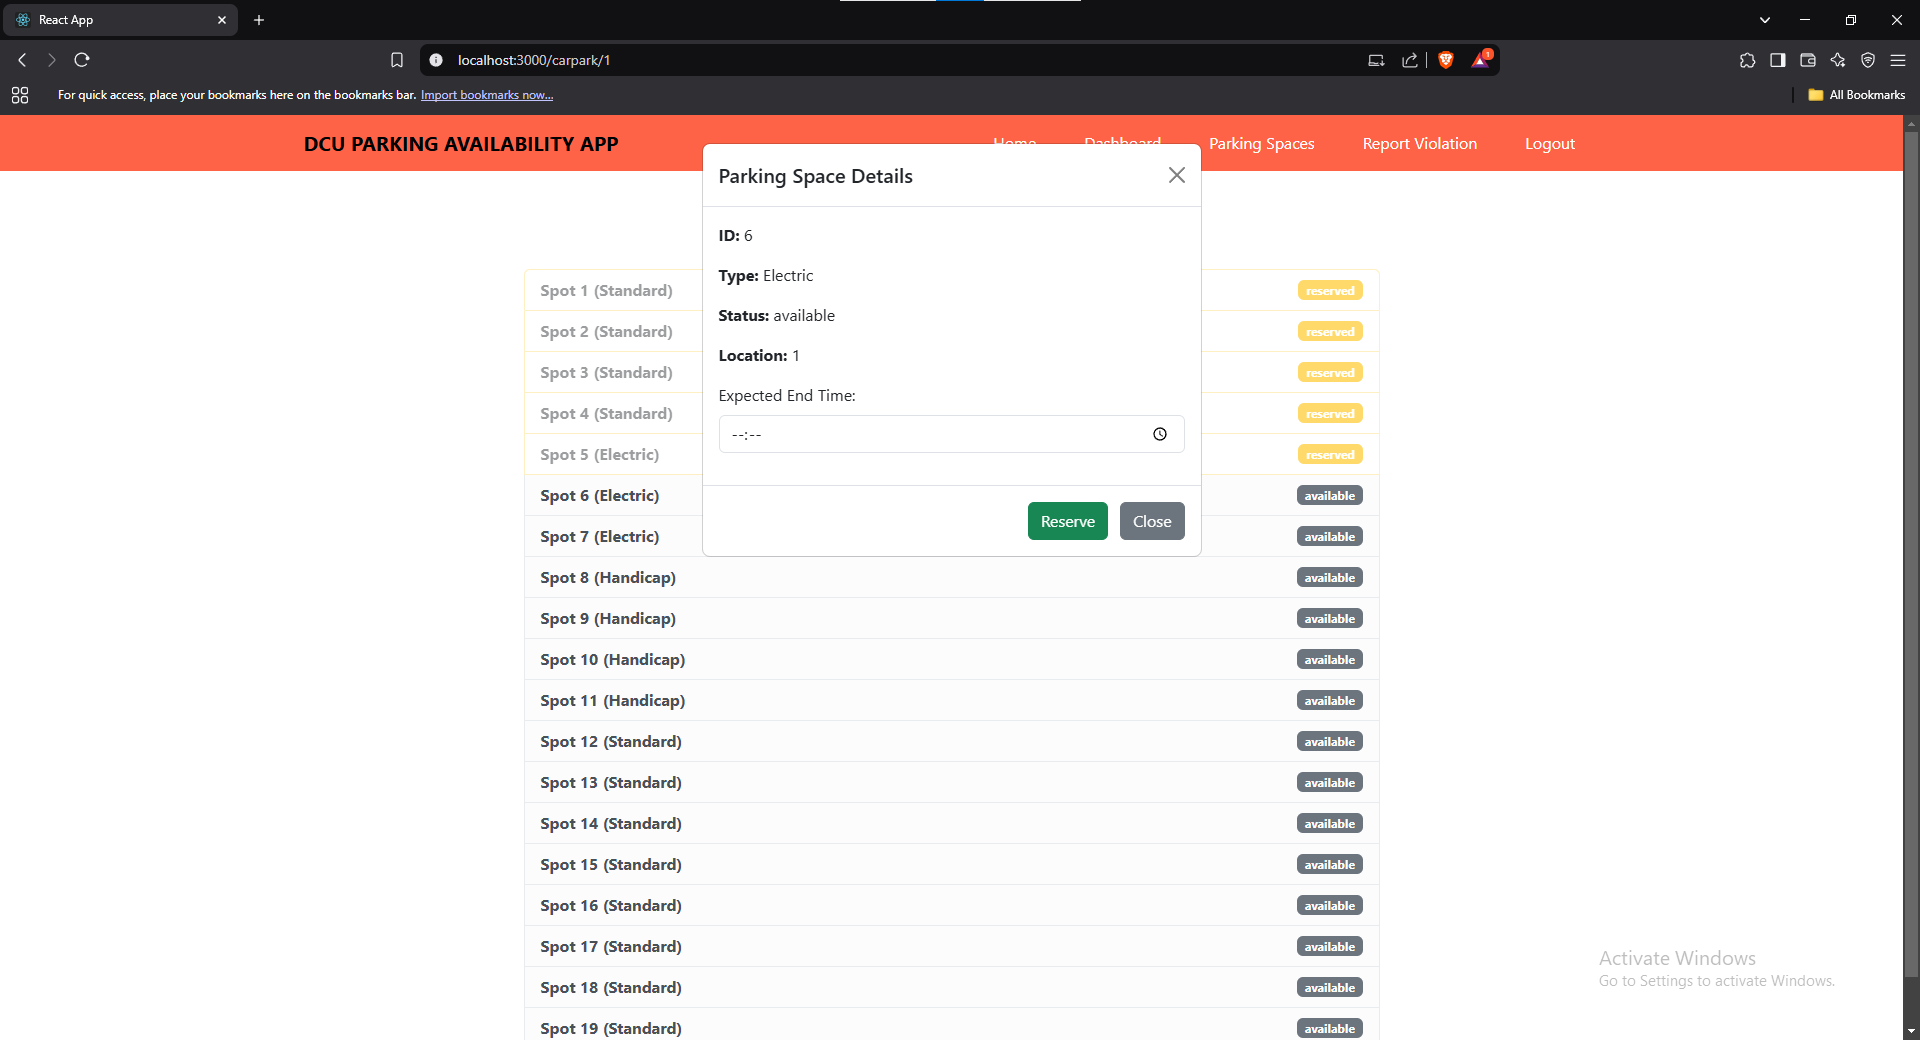 React App
localhost:3000/carpark/1
1
For quick access, place your bookmarks here on the bookmarks bar. Import bookmarks now...
All Bookmarks
DCU PARKING AVAILABILITY APP
Home
Dashboard
Parking Spaces
Report Violation
Logout
Parking Space Details
ID: 6
Type: Electric
Status: available
Location: 1
Expected End Time:
--:--
Reserve
Close
Spot 1 (Standard) reserved
Spot 2 (Standard) reserved
Spot 3 (Standard) reserved
Spot 4 (Standard) reserved
Spot 5 (Electric) reserved
Spot 6 (Electric) available
Spot 7 (Electric) available
Spot 8 (Handicap) available
Spot 9 (Handicap) available
Spot 10 (Handicap) available
Spot 11 (Handicap) available
Spot 12 (Standard) available
Spot 13 (Standard) available
Spot 14 (Standard) available
Spot 15 (Standard) available
Spot 16 (Standard) available
Spot 17 (Standard) available
Spot 18 (Standard) available
Spot 19 (Standard) available
Activate Windows
Go to Settings to activate Windows.